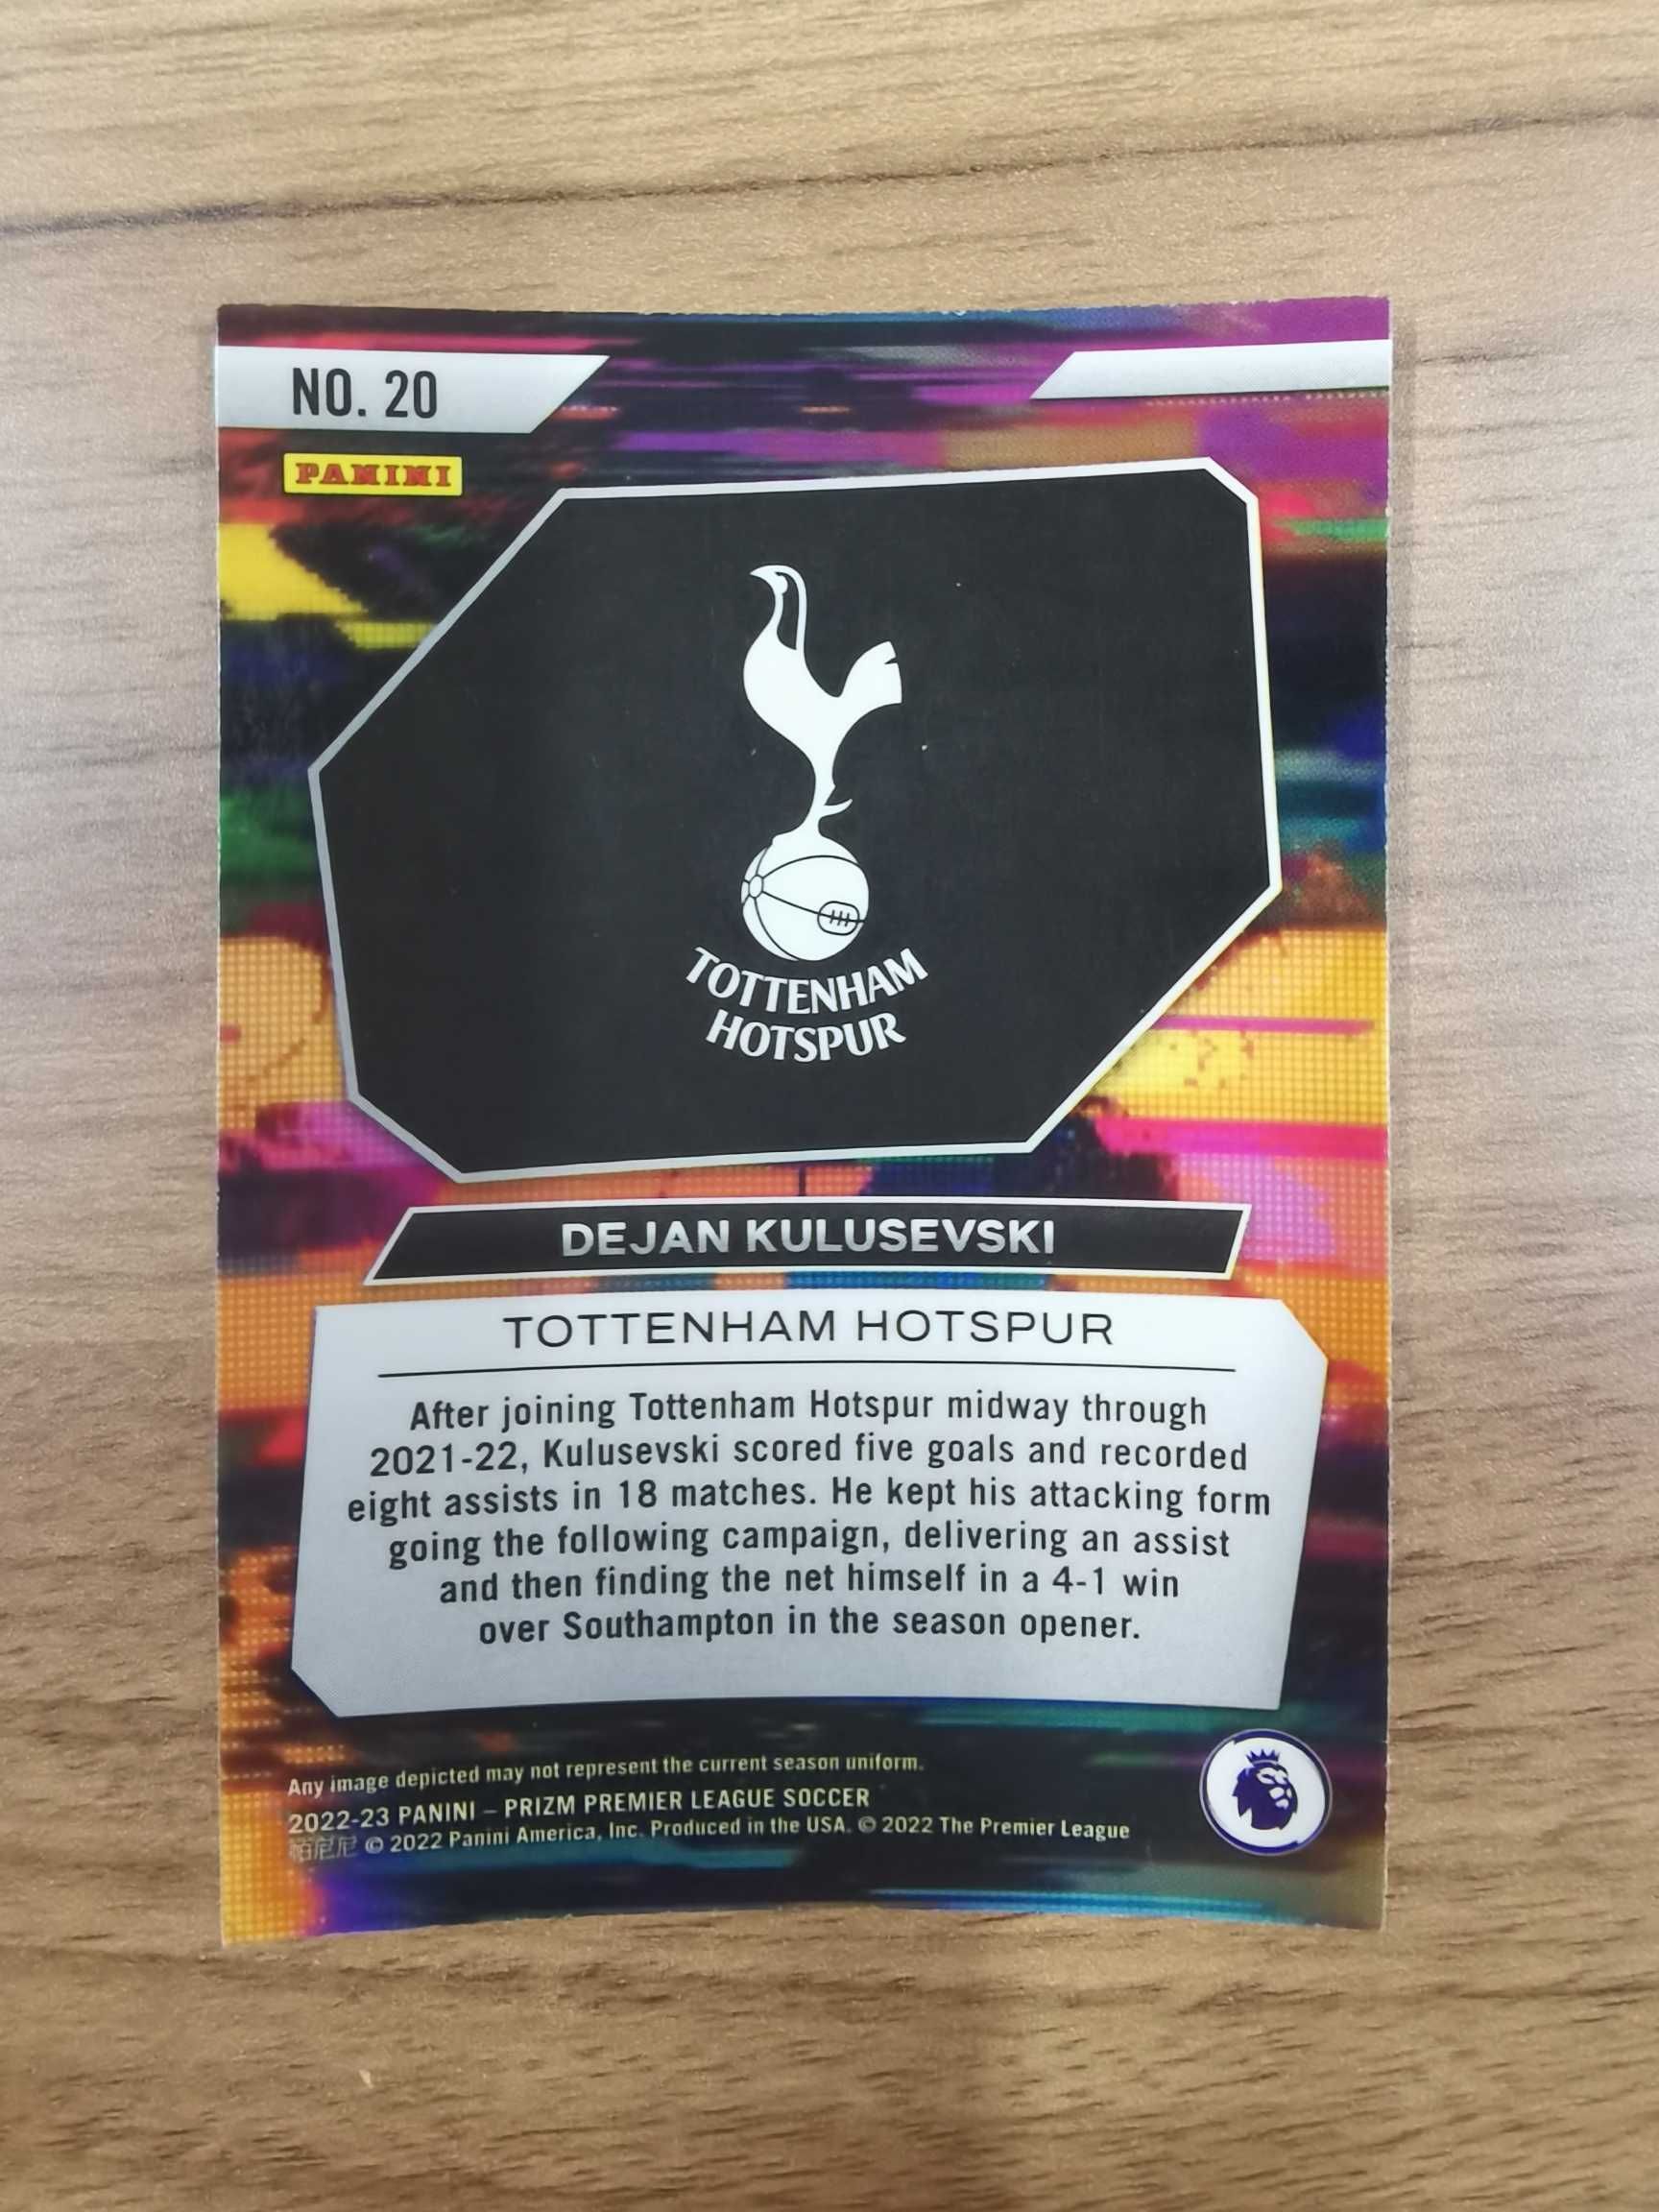 NO. 20
PANINI
TOTTENHAM
HOTSPUR
DEJAN KULUSEVSKI
TOTTENHAM HOTSPUR
After joining Tottenham Hotspur midway through
2021-22, Kulusevski scored five goals and recorded
eight assists in 18 matches. He kept his attacking form
going the following campaign, delivering an assist
and then finding the net himself in a 4-1 win
over Southampton in the season opener.
Any image depicted may not represent the current season uniform.
2022-23 PANINI – PRIZM PREMIER LEAGUE SOCCER
帕尼尼 © 2022 Panini America, Inc. Produced in the USA. © 2022 The Premier League